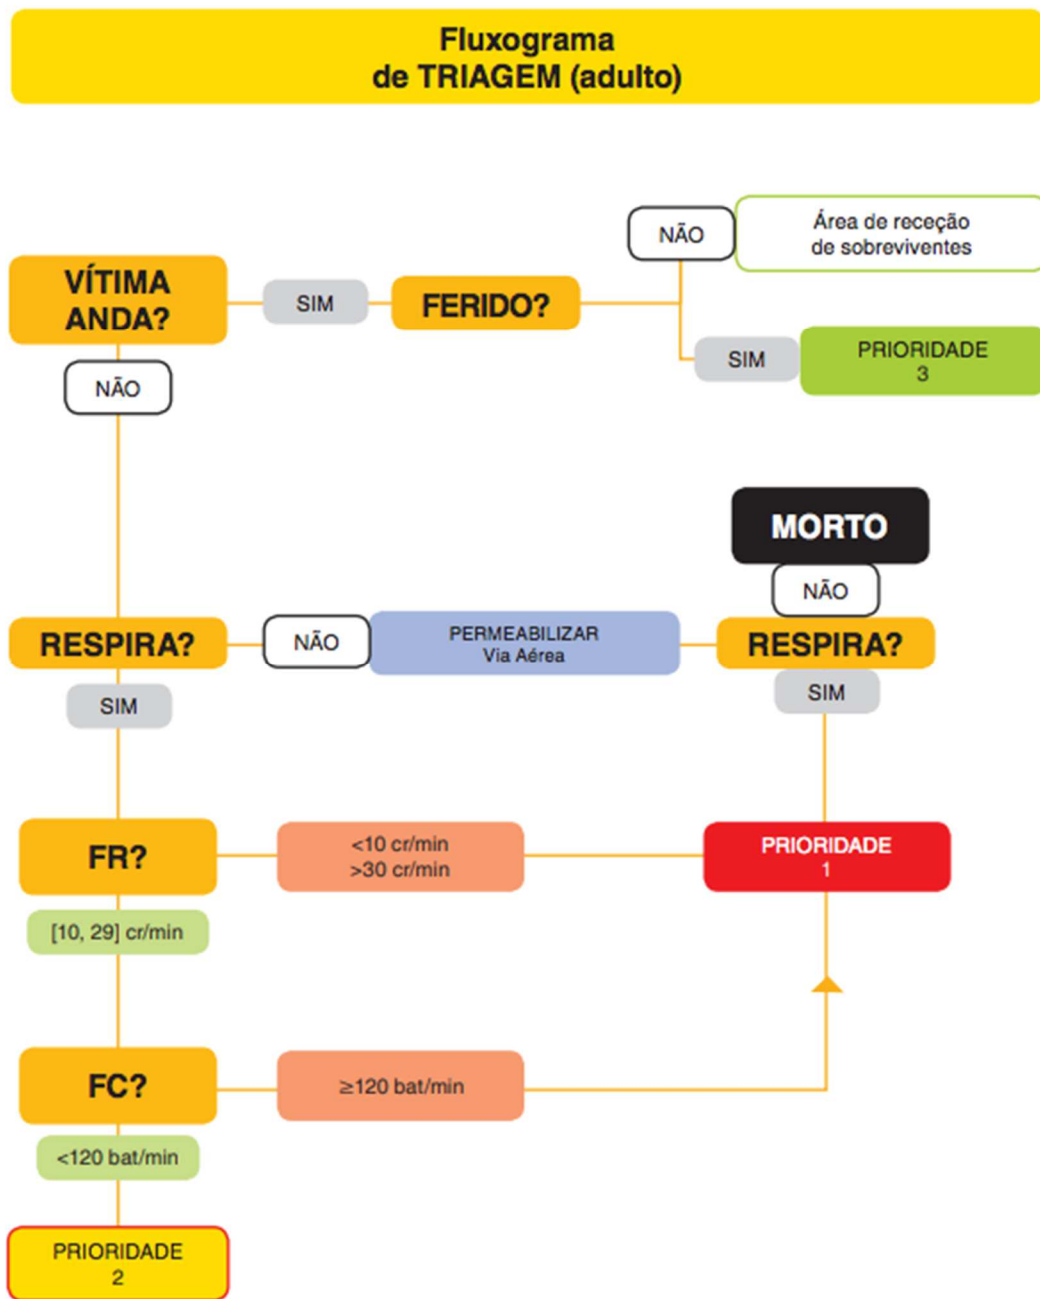 Fluxograma
de TRIAGEM (adulto)
NÃO
Área de receção
de sobreviventes
VÍTIMA
ANDA?
SIM
FERIDO?
SIM
PRIORIDADE
3
NÃO
MORTO
NÃO
RESPIRA?
NÃO
PERMEABILIZAR
Via Aérea
RESPIRA?
SIM
SIM
FR?
<10 cr/min
>30 cr/min
PRIORIDADE
1
[10, 29] cr/min
FC?
≥120 bat/min
<120 bat/min
PRIORIDADE
2